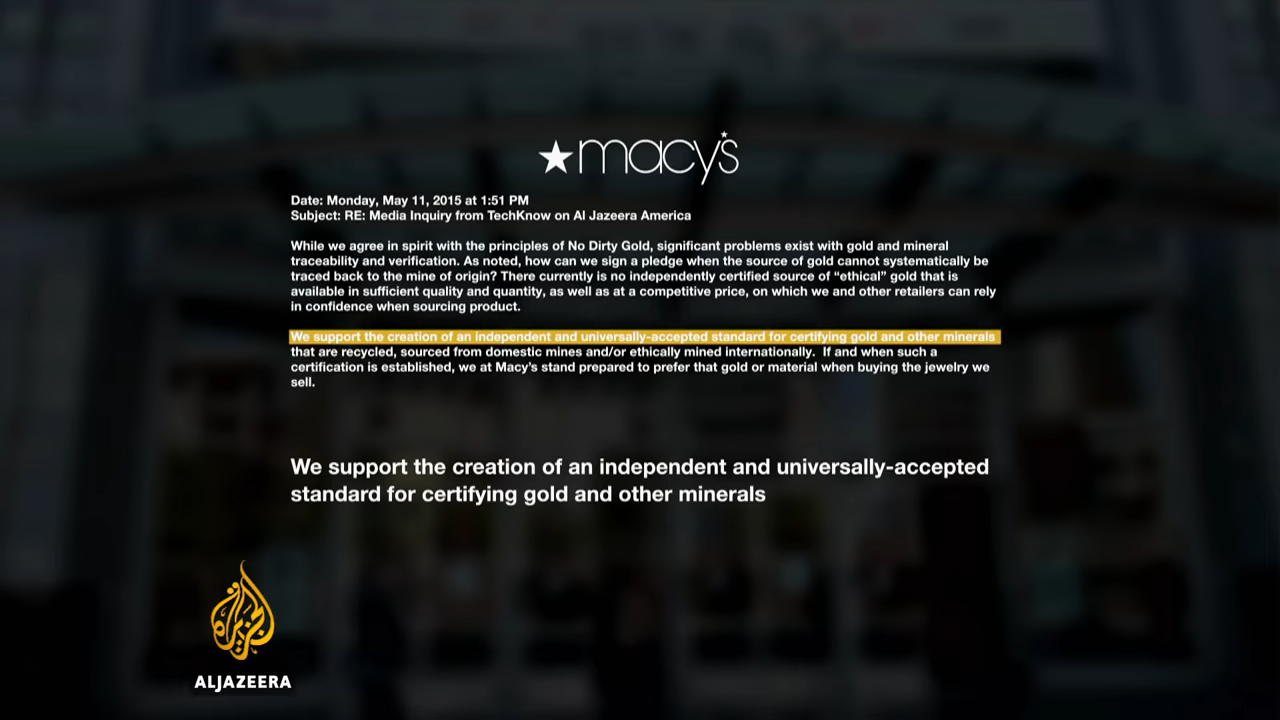 ★macy's
Date: Monday, May 11, 2015 at 1:51 PM
Subject: RE: Media Inquiry from TechKnow on Al Jazeera America
While we agree in spirit with the principles of No Dirty Gold, significant problems exist with gold and mineral
traceability and verification. As noted, how can we sign a pledge when the source of gold cannot systematically be
traced back to the mine of origin? There currently is no independently certified source of “ethical” gold that is
available in sufficient quality and quantity, as well as at a competitive price, on which we and other retailers can rely
in confidence when sourcing product.
We support the creation of an independent and universally-accepted standard for certifying gold and other minerals
that are recycled, sourced from domestic mines and/or ethically mined internationally.  If and when such a
certification is established, we at Macy’s stand prepared to prefer that gold or material when buying the jewelry we
sell.
We support the creation of an independent and universally-accepted
standard for certifying gold and other minerals
الجزيرة
ALJAZEERA